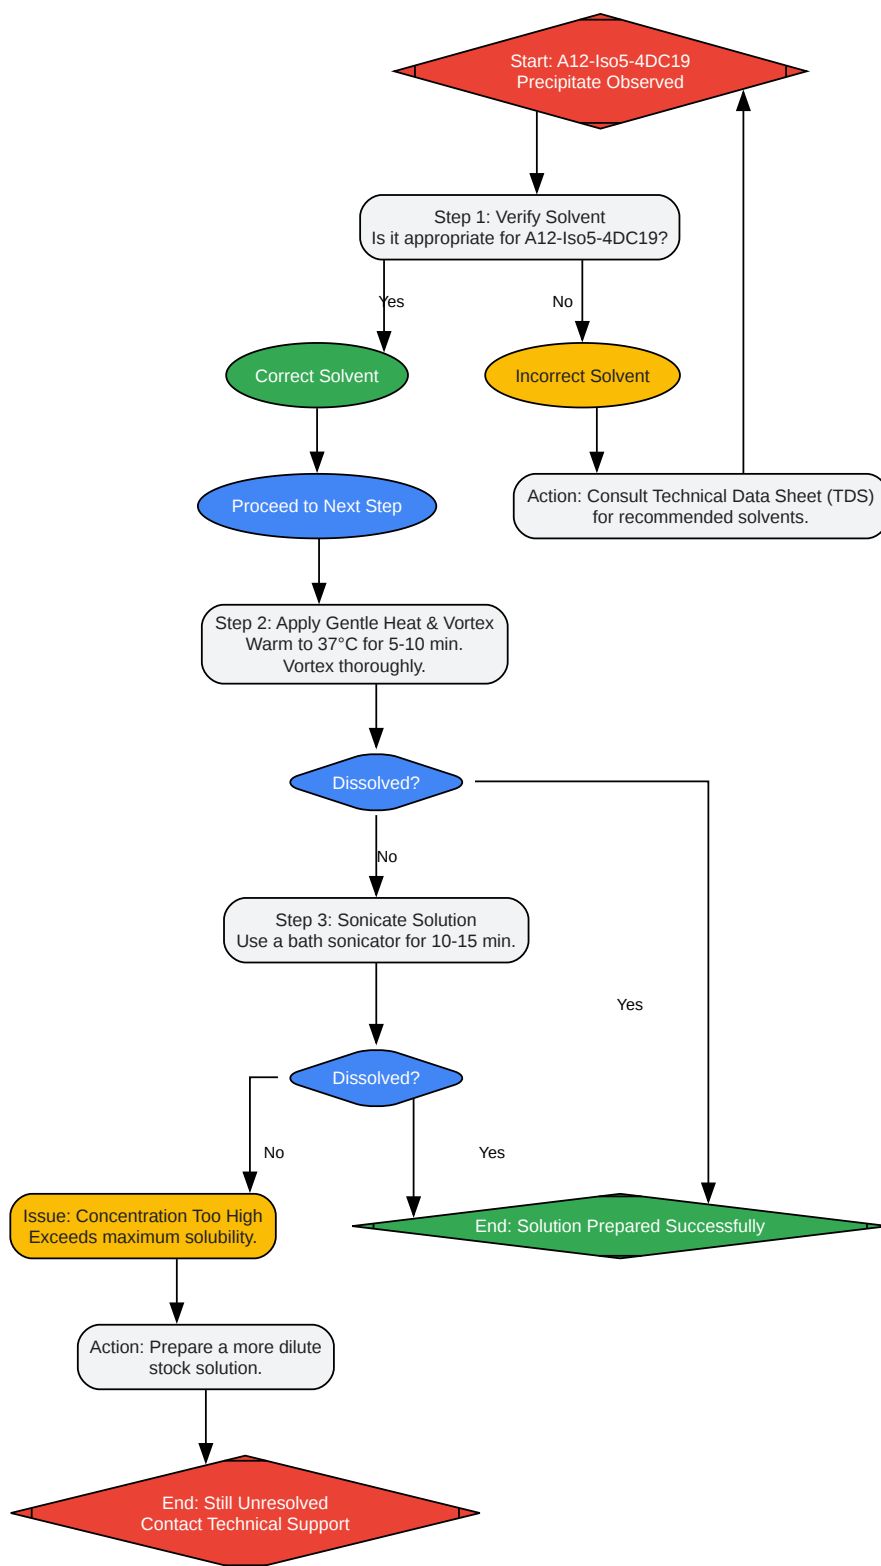 Start: A12-Iso5-4DC19
Precipitate Observed
Step 1: Verify Solvent
Is it appropriate for A12-Iso5-4DC19?
Yes
No
Correct Solvent
Incorrect Solvent
Proceed to Next Step
Action: Consult Technical Data Sheet (TDS)
for recommended solvents.
Step 2: Apply Gentle Heat & Vortex
Warm to 37°C for 5-10 min.
Vortex thoroughly.
Dissolved?
No
Step 3: Sonicate Solution
Use a bath sonicator for 10-15 min.
Yes
Dissolved?
No
Yes
Issue: Concentration Too High
Exceeds maximum solubility.
End: Solution Prepared Successfully
Action: Prepare a more dilute
stock solution.
End: Still Unresolved
Contact Technical Support